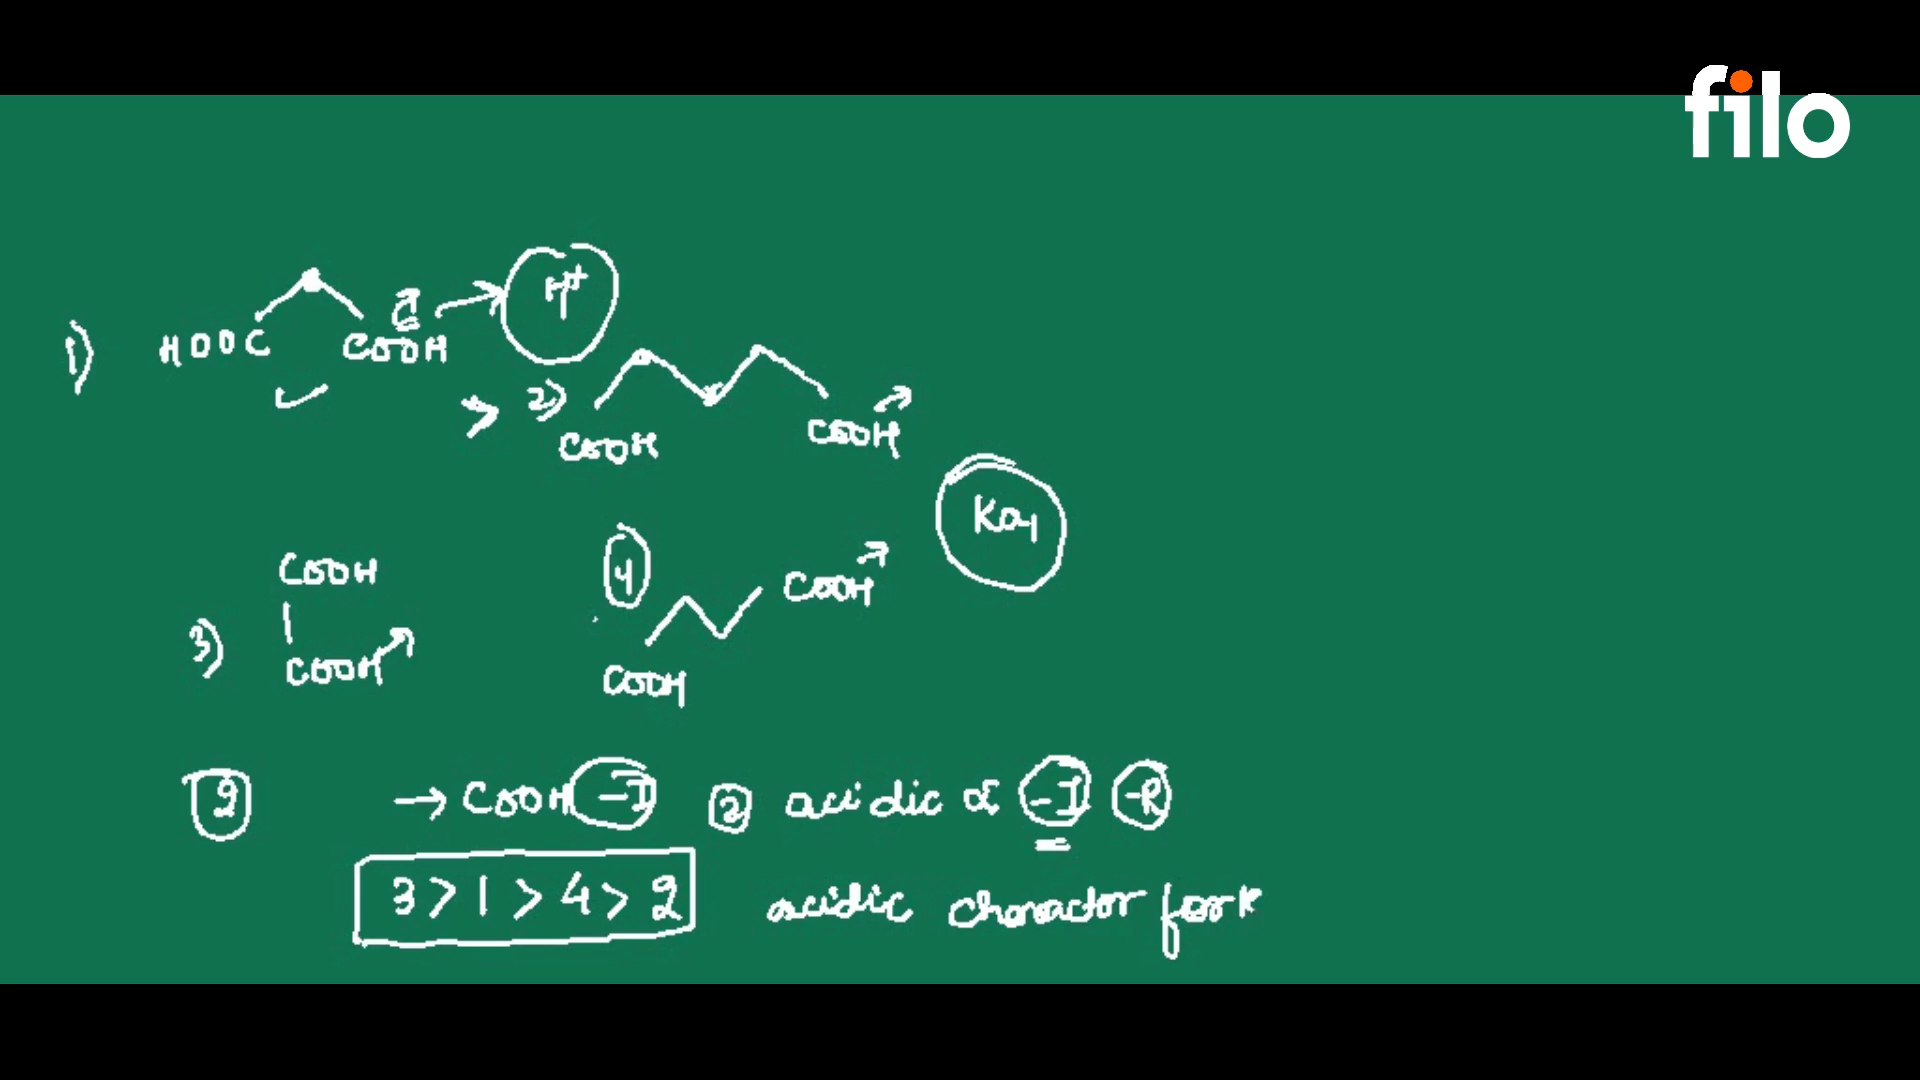 filo
H+
1) HOOC COOH
> 2) COOH COOH
Ka1
COOH
3) COOH
4 COOH
COOH
2 → COOH -I 2 acidic ∝ -I -R
3 > 1 > 4 > 2 acidic charactor for k